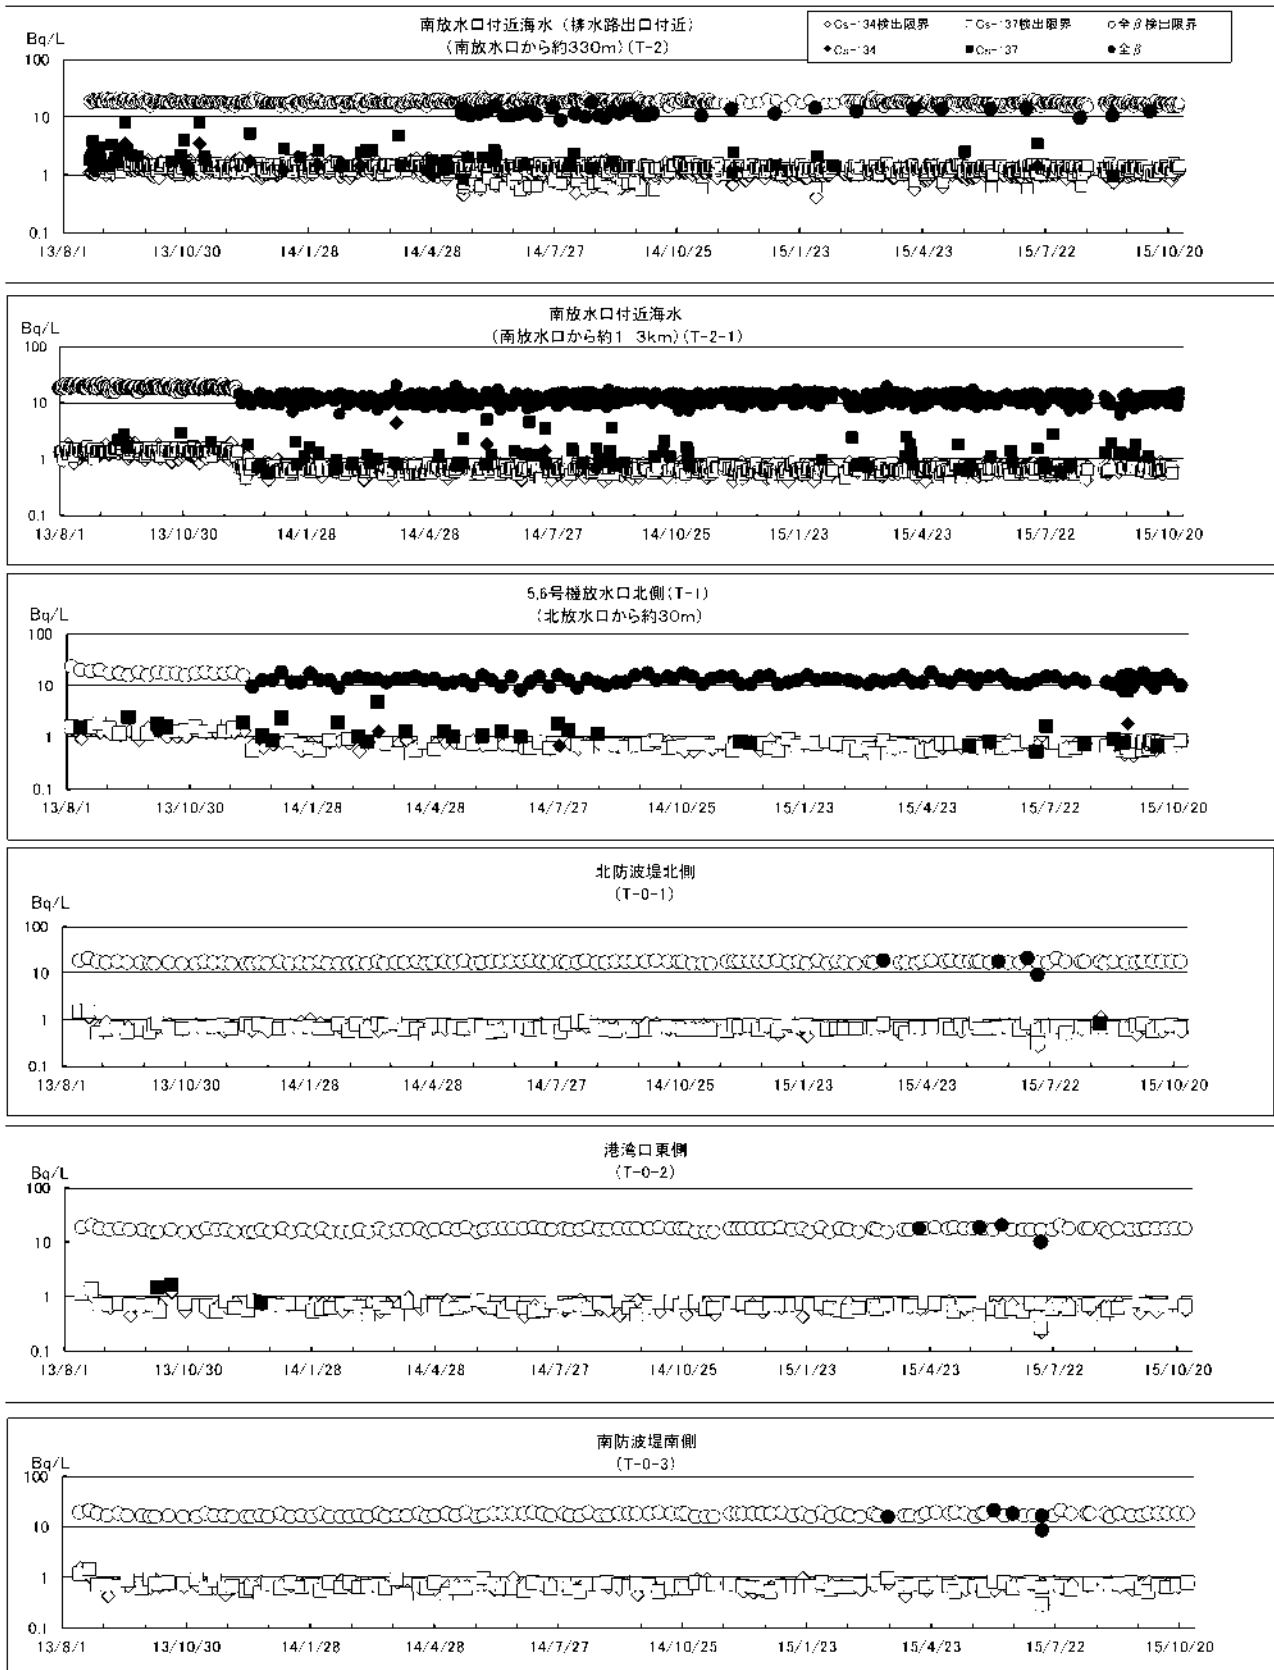 南放水口付近海水（排水路出口付近）
（南放水口から約330m）（T-2）
◇Cs-134検出限界 □Cs-137検出限界 ○全β検出限界
◆Cs-134 ■Cs-137 ●全β
Bq/L
100
10
1
0.1
13/8/1 13/10/30 14/1/28 14/4/28 14/7/27 14/10/25 15/1/23 15/4/23 15/7/22 15/10/20
南放水口付近海水
（南放水口から約1 3km）（T-2-1）
Bq/L
100
10
1
0.1
13/8/1 13/10/30 14/1/28 14/4/28 14/7/27 14/10/25 15/1/23 15/4/23 15/7/22 15/10/20
5,6号機放水口北側（T-1）
（北放水口から約30m）
Bq/L
100
10
1
0.1
13/8/1 13/10/30 14/1/28 14/4/28 14/7/27 14/10/25 15/1/23 15/4/23 15/7/22 15/10/20
北防波堤北側
（T-0-1）
Bq/L
100
10
1
0.1
13/8/1 13/10/30 14/1/28 14/4/28 14/7/27 14/10/25 15/1/23 15/4/23 15/7/22 15/10/20
港湾口東側
（T-0-2）
Bq/L
100
10
1
0.1
13/8/1 13/10/30 14/1/28 14/4/28 14/7/27 14/10/25 15/1/23 15/4/23 15/7/22 15/10/20
南防波堤南側
（T-0-3）
Bq/L
100
10
1
0.1
13/8/1 13/10/30 14/1/28 14/4/28 14/7/27 14/10/25 15/1/23 15/4/23 15/7/22 15/10/20